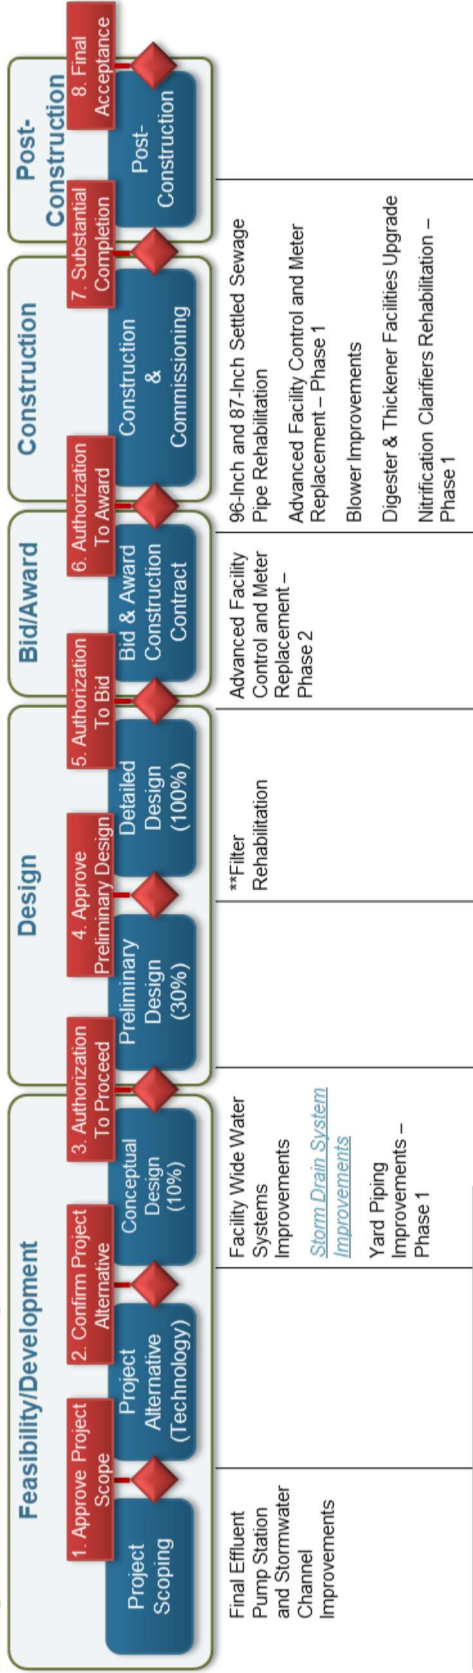 Feasibility/Development
Design
Bid/Award
Construction
Post-
Construction
1. Approve Project
Scope
2. Confirm Project
Alternative
3. Authorization
To Proceed
4. Approve
Preliminary Design
5. Authorization
To Bid
6. Authorization
To Award
7. Substantial
Completion
8. Final
Acceptance
Project
Scoping
Project
Alternative
(Technology)
Conceptual
Design
(10%)
Preliminary
Design
(30%)
Detailed
Design
(100%)
Bid & Award
Construction
Contract
Construction
&
Commissioning
Post-
Construction
Final Effluent
Pump Station
and Stormwater
Channel
Improvements
Facility Wide Water
Systems
Improvements
Storm Drain System
Improvements
Yard Piping
Improvements –
Phase 1
**Filter
Rehabilitation
Advanced Facility
Control and Meter
Replacement –
Phase 2
96-Inch and 87-Inch Settled Sewage
Pipe Rehabilitation
Advanced Facility Control and Meter
Replacement – Phase 1
Blower Improvements
Digester & Thickener Facilities Upgrade
Nitrification Clarifiers Rehabilitation –
Phase 1